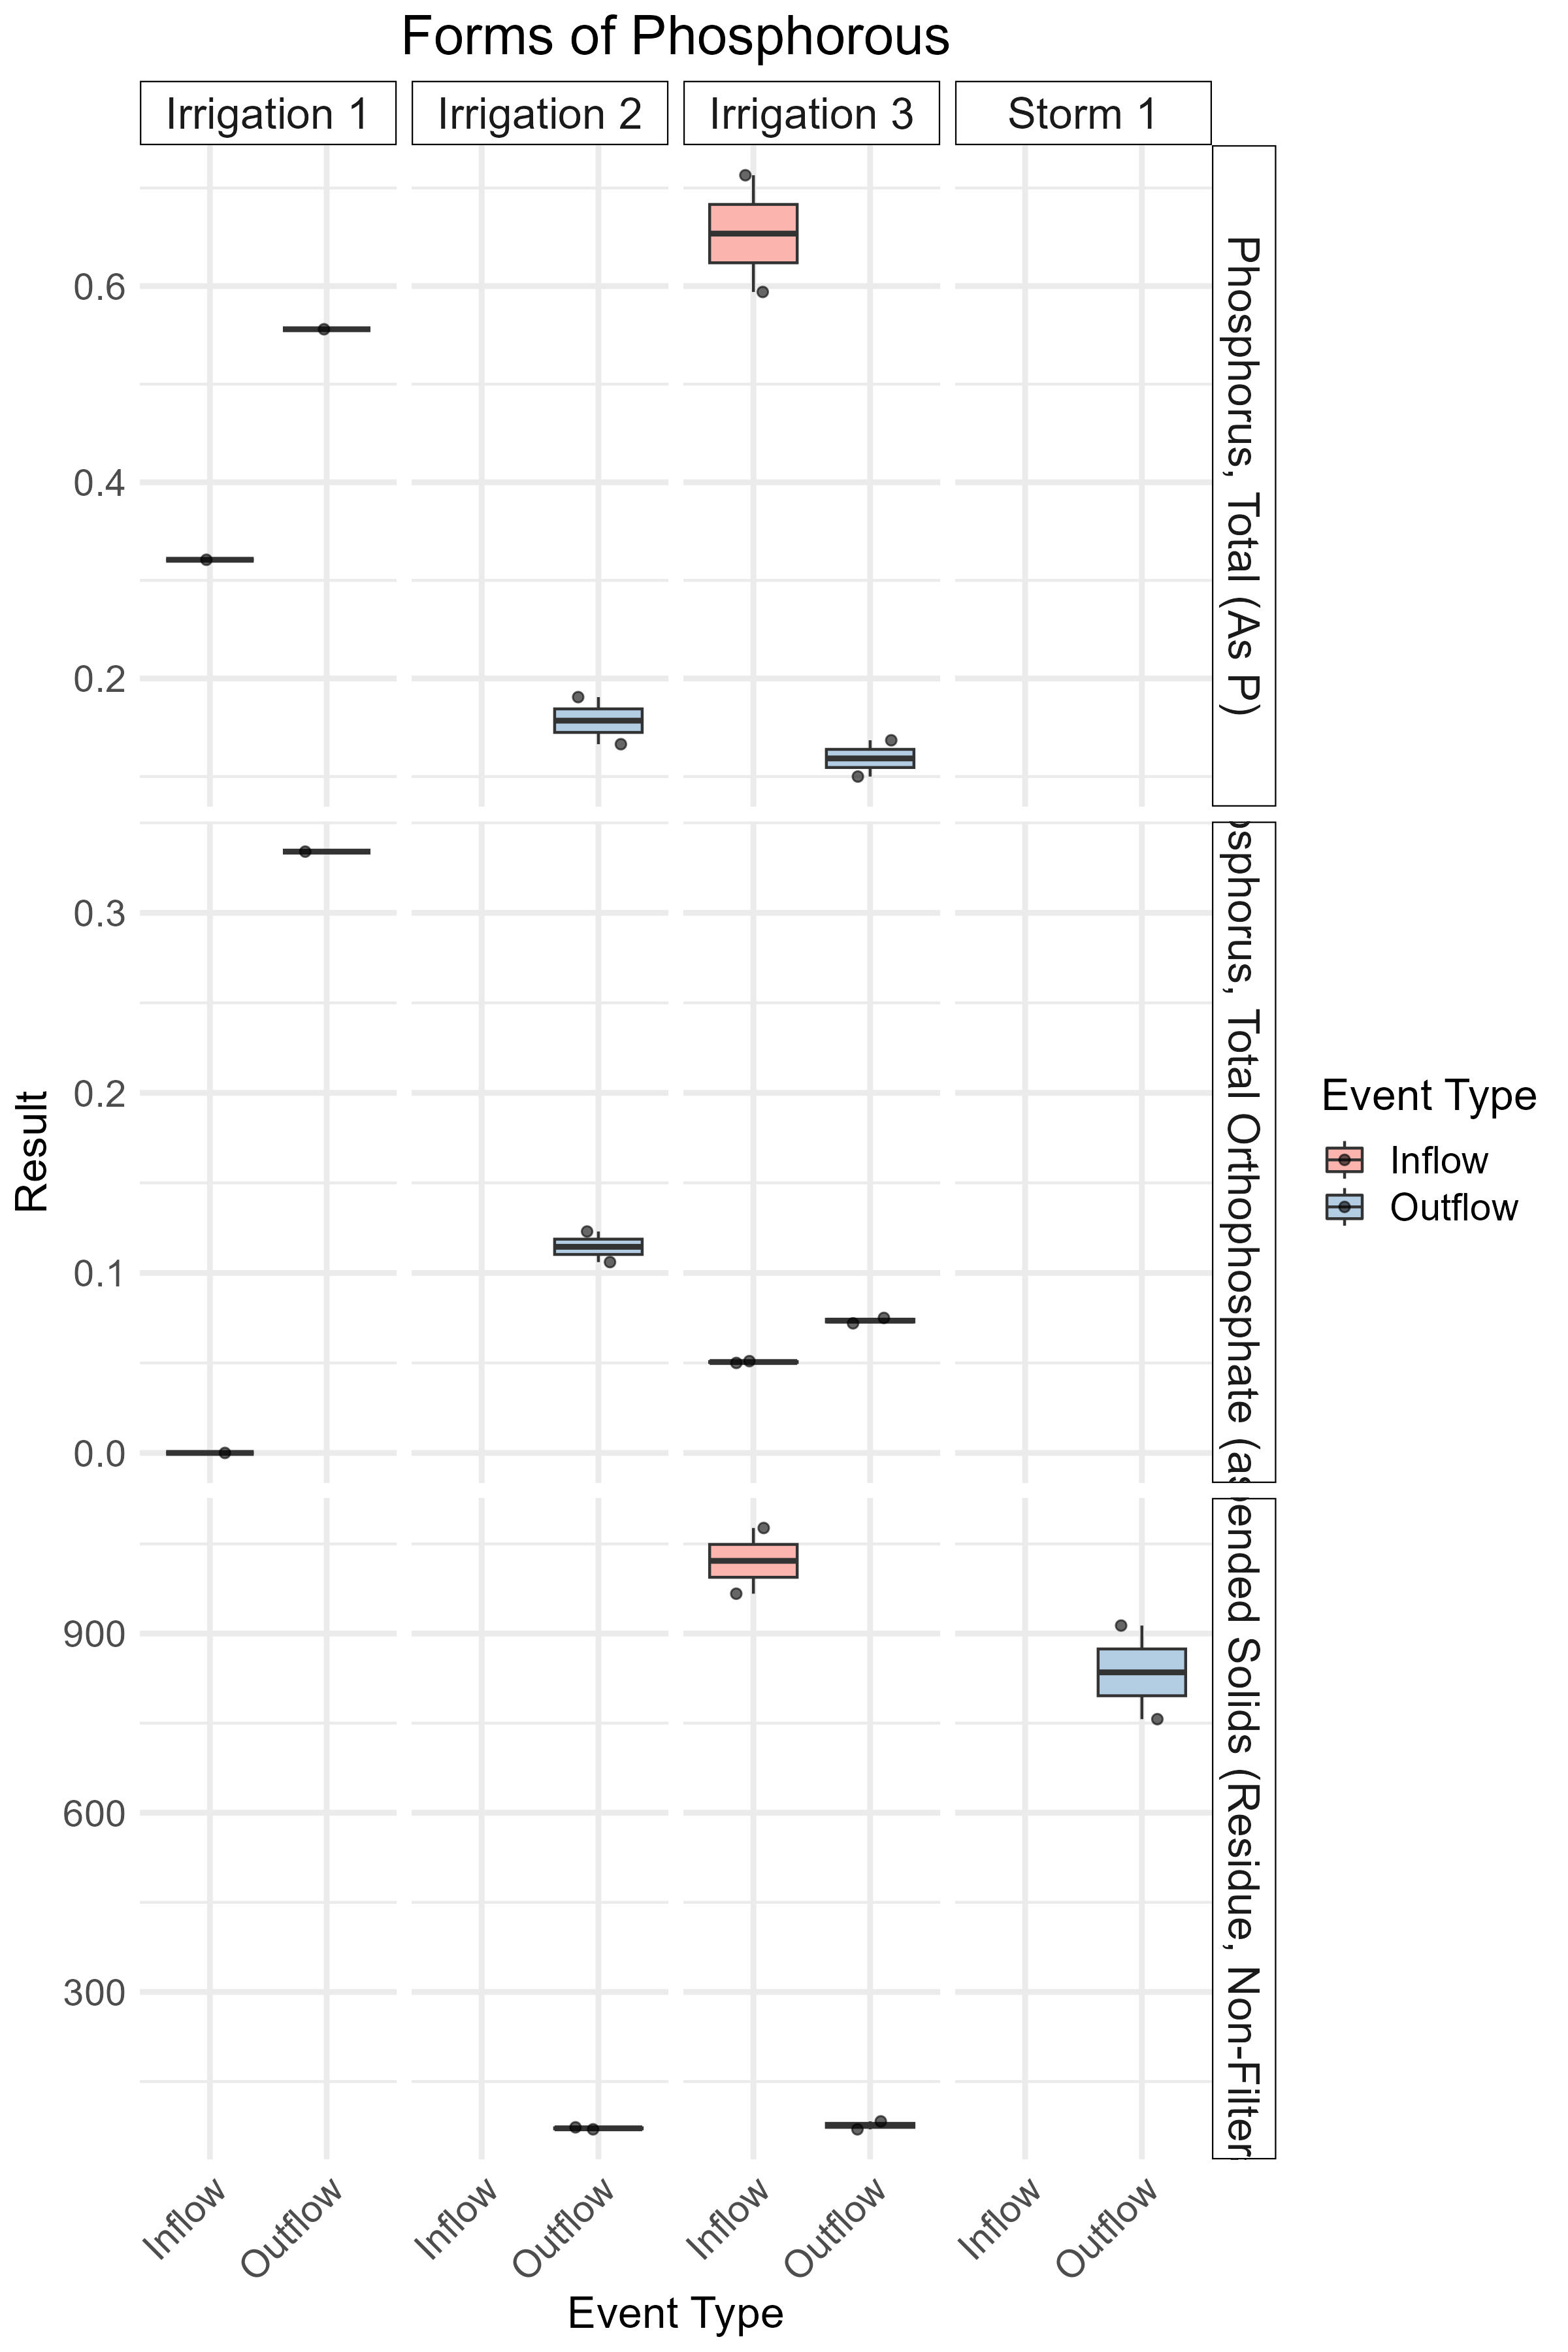 Forms of Phosphorous
Irrigation 1
Irrigation 2
Irrigation 3
Storm 1
0.6
0.4
0.2
Phosphorus, Total (As P)
0.3
0.2
0.1
0.0
osphorus, Total Orthophosphate (as
900
600
300
ended Solids (Residue, Non-Filter
Result
Inflow
Outflow
Inflow
Outflow
Inflow
Outflow
Inflow
Outflow
Event Type
Event Type
Inflow
Outflow